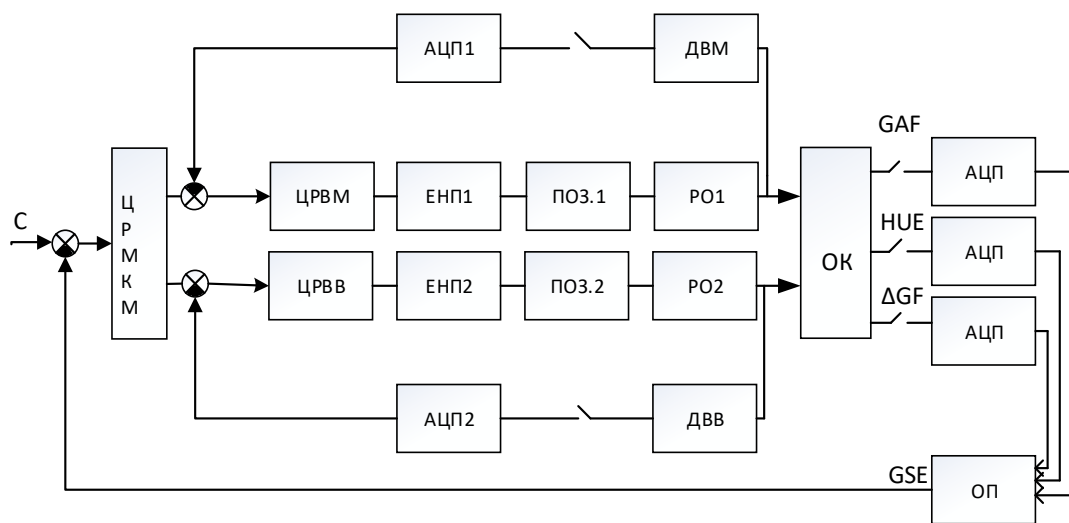 АЦП1
ДВМ
GAF
АЦП
ЦРВМ
ЕНП1
ПОЗ.1
РО1
С
ЦРМКМ
HUE
АЦП
ОК
ЦРВВ
ЕНП2
ПОЗ.2
РО2
ΔGF
АЦП
АЦП2
ДВВ
GSE
ОП